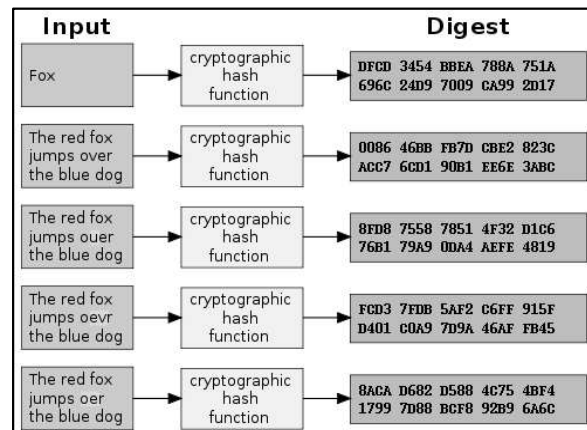 Input Digest
Fox
cryptographic
hash
function
DFCD 3454 BBEA 788A 751A
696C 24D9 7009 CA99 2D17
The red fox
jumps over
the blue dog
cryptographic
hash
function
0086 46BB FB7D CBE2 823C
ACC7 6CD1 90B1 EE6E 3ABC
The red fox
jumps ouer
the blue dog
cryptographic
hash
function
8FD8 7558 7851 4F32 D1C6
76B1 79A9 0DA4 AEFE 4819
The red fox
jumps oevr
the blue dog
cryptographic
hash
function
FCD3 7FDB 5AF2 C6FF 915F
D401 C0A9 7D9A 46AF FB45
The red fox
jumps oer
the blue dog
cryptographic
hash
function
8ACA D682 D588 4C75 4BF4
1799 7D88 BCF8 92B9 6A6C